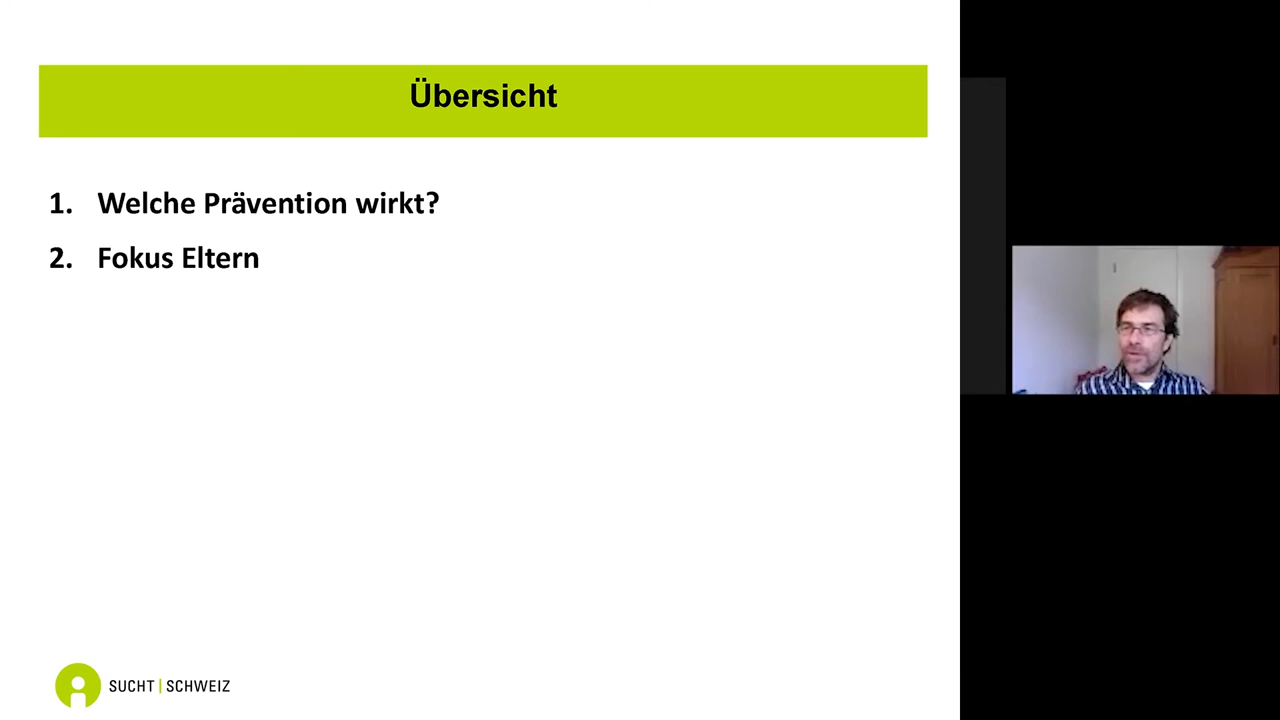 Übersicht
1. Welche Prävention wirkt?
2. Fokus Eltern
SUCHT | SCHWEIZ